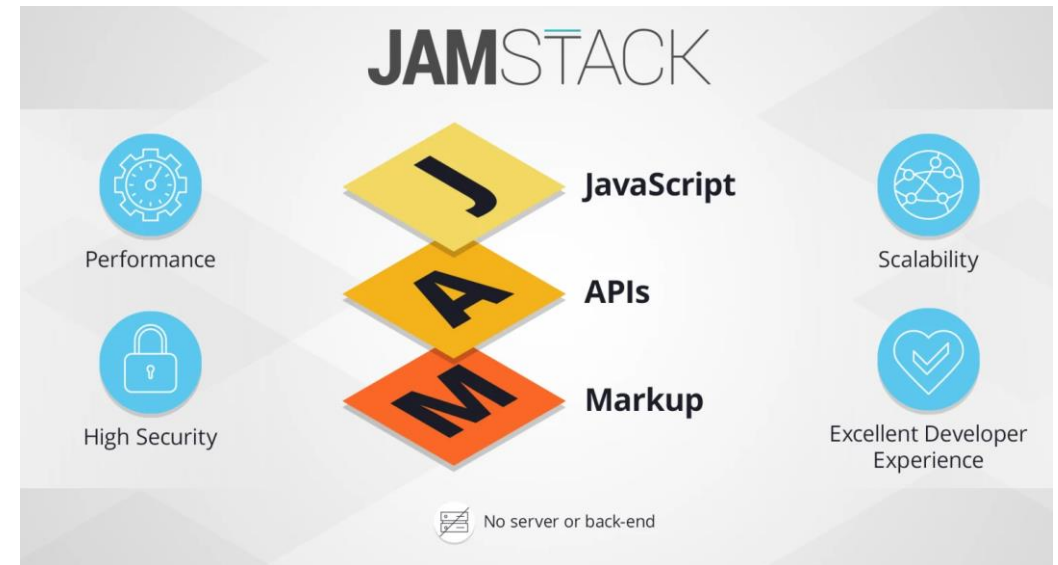 JAMSTACK
Performance
High Security
J
JavaScript
A
APIs
M
Markup
Scalability
Excellent Developer
Experience
No server or back-end